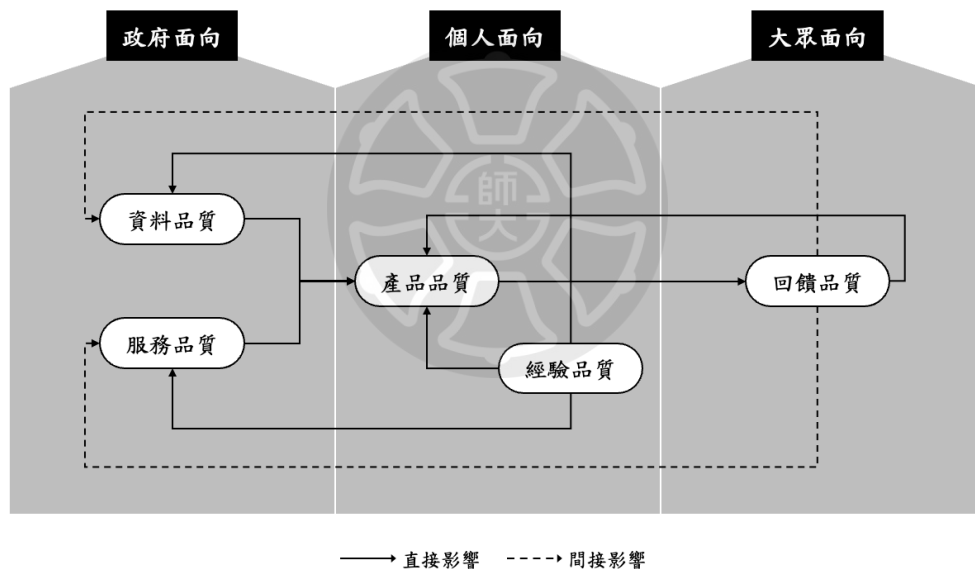 政府面向
個人面向
大眾面向
師大
資料品質
產品品質
回饋品質
服務品質
經驗品質
直接影響
間接影響